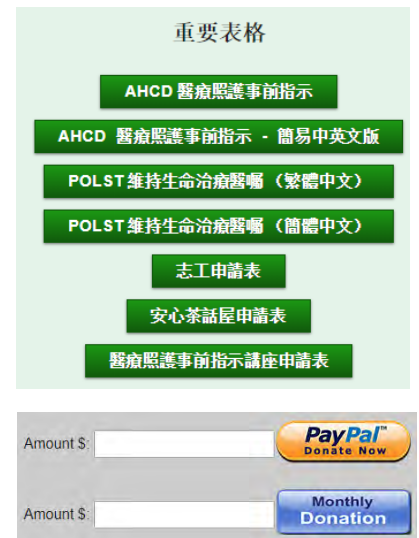 重要表格
AHCD 醫療照護事前指示
AHCD 醫療照護事前指示 - 簡易中英文版
POLST 維持生命治療醫囑 （繁體中文）
POLST 維持生命治療醫囑 （簡體中文）
志工申請表
安心茶話屋申請表
醫療照護事前指示講座申請表
Amount $:
PayPal™
Donate Now
Amount $:
Monthly
Donation